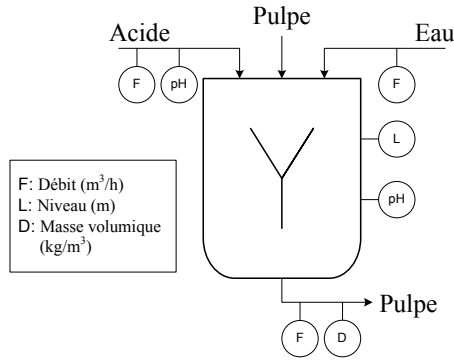 Pulpe
Acide
Eau
F
pH
F
L
pH
F: Débit (m³/h)
L: Niveau (m)
D: Masse volumique
(kg/m³)
Pulpe
F
D